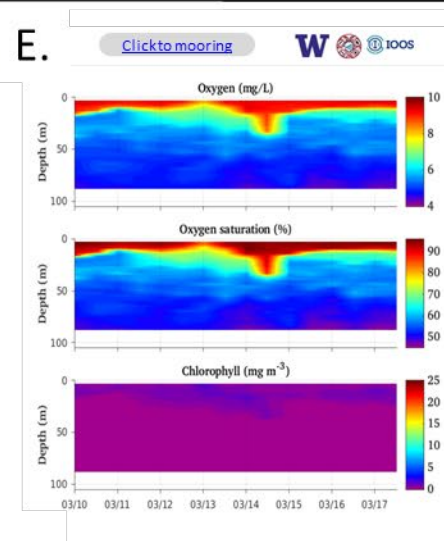 E.
Clickto mooring
W
IOOS
Oxygen (mg/L)
Depth (m)
0
50
100
10
8
6
4
Oxygen saturation (%)
Depth (m)
0
50
100
90
80
70
60
50
Chlorophyll (mg m-3)
Depth (m)
0
50
100
25
20
15
10
5
0
03/10 03/11 03/12 03/13 03/14 03/15 03/16 03/17